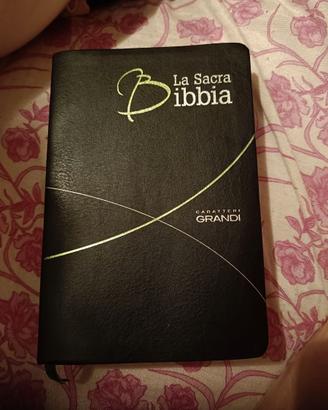 La Sacra
Bibbia
CARATTERI
GRANDI